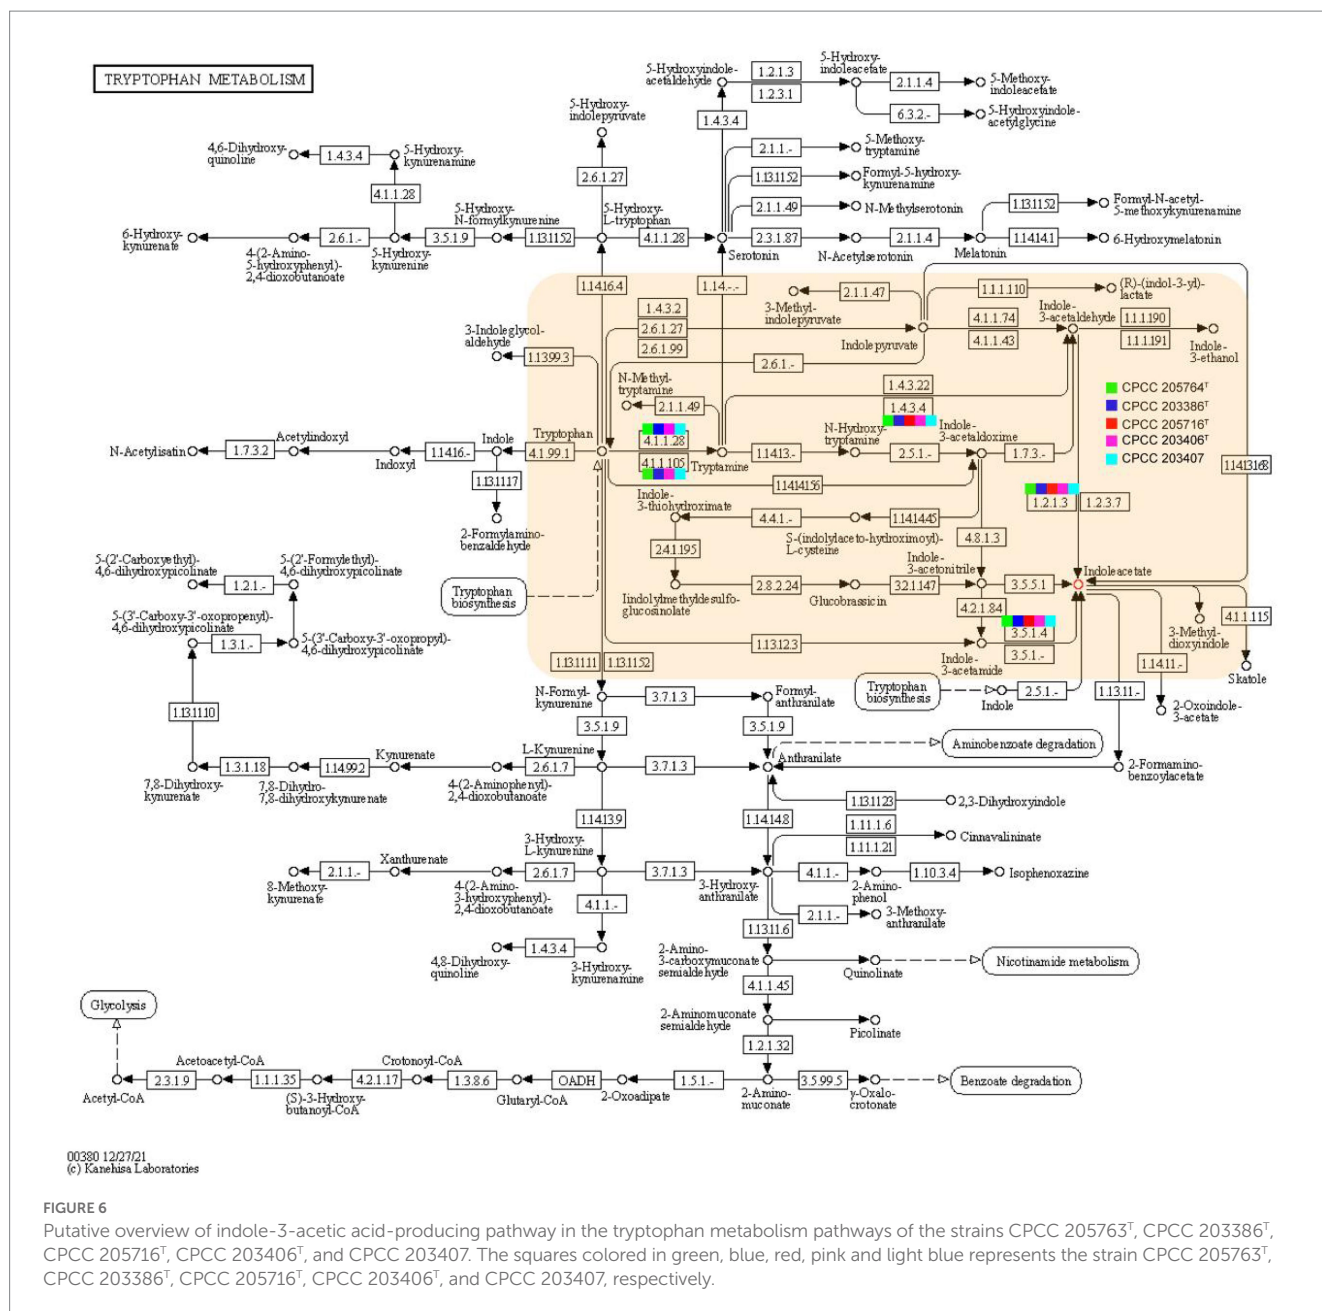 TRYPTOPHAN METABOLISM
5-Hydroxyindole-
acetaldehyde
1.2.1.3
1.2.3.1
5-Hydroxy-
indoleacetate
2.1.1.4
5-Methoxy-
indoleacetate
6.3.2.-
5-Hydroxyindole-
acetylglycine
1.4.3.4
5-Hydroxy-
indolepyruvate
4,6-Dihydroxy-
quinoline
1.4.3.4
5-Hydroxy-
kynurenamine
4.1.1.28
2.6.1.27
2.1.1.-
5-Methoxy-
tryptamine
1.13.11.52
Formyl-5-hydroxy-
kynurenamine
2.1.1.49
N-Methylserotonin
6-Hydroxy-
kynurenate
2.6.1.-
4-(2-Amino-
5-hydroxyphenyl)-
2,4-dioxobutanoate
5-Hydroxy-
kynurenine
3.5.1.9
5-Hydroxy-
N-formylkynurenine
1.13.11.52
5-Hydroxy-
L-tryptophan
4.1.1.28
Serotonin
2.3.1.87
N-Acetylserotonin
2.1.1.4
Melatonin
1.13.11.52
Formyl-N-acetyl-
5-methoxykynurenamine
1.14.14.1
6-Hydroxymelatonin
1.14.16.4
1.14.-.-
3-Methyl-
indolepyruvate
2.1.1.47
1.1.1.110
(R)-(indol-3-yl)-
lactate
1.4.3.2
2.6.1.27
2.6.1.99
Indolepyruvate
4.1.1.74
4.1.1.43
Indole-
3-acetaldehyde
1.1.1.190
1.1.1.191
Indole-
3-ethanol
3-Indoleglycol-
aldehyde
1.13.99.3
2.6.1.-
N-Methyl-
tryptamine
2.1.1.49
1.4.3.22
1.4.3.4
CPCC 205764ᵀ
CPCC 203386ᵀ
CPCC 205716ᵀ
CPCC 203406ᵀ
CPCC 203407
N-Acetylisatin
1.7.3.2
Acetylindoxyl
Indoxyl
1.14.16.-
Indole
4.1.99.1
Tryptophan
4.1.1.28
4.1.1.105
Tryptamine
1.14.13.-
N-Hydroxy-
tryptamine
2.5.1.-
Indole-
3-acetaldoxime
1.7.3.-
1.14.13.168
1.13.11.17
2-Formylamino-
benzaldehyde
1.14.14.156
Indole-
3-thiohydroximate
4.4.1.-
S-(indolylaceto-hydroximoyl)-
L-cysteine
1.14.14.45
1.2.1.3
1.2.3.7
2.4.1.195
4.8.1.3
Iindolylmethyldesulfo-
glucosinolate
2.8.2.24
Glucobrassicin
3.2.1.147
Indole-
3-acetonitrile
3.5.5.1
Indoleacetate
5-(2'-Carboxyethyl)-
4,6-dihydroxypicolinate
1.2.1.-
5-(2'-Formylethyl)-
4,6-dihydroxypicolinate
Tryptophan
biosynthesis
5-(3'-Carboxy-3'-oxopropenyl)-
4,6-dihydroxypicolinate
1.3.1.-
5-(3'-Carboxy-3'-oxopropyl)-
4,6-dihydroxypicolinate
4.2.1.84
3.5.1.4
3.5.1.-
1.13.12.3
Indole-
3-acetamide
3-Methyl-
dioxyindole
4.1.1.115
Skatole
1.13.11.11
1.13.11.52
1.14.11.-
2-Oxoindole-
3-acetate
Tryptophan
biosynthesis
Indole
2.5.1.-
1.13.11.-
1.13.11.10
N-Formyl-
kynurenine
3.7.1.3
Formyl-
anthranilate
3.5.1.9
3.5.1.9
Aminobenzoate degradation
7,8-Dihydroxy-
kynurenate
1.3.1.18
7,8-Dihydro-
7,8-dihydroxykynurenate
1.14.99.2
Kynurenate
4-(2-Aminophenyl)-
2,4-dioxobutanoate
2.6.1.7
L-Kynurenine
3.7.1.3
Anthranilate
2-Formamino-
benzoylacetate
1.13.11.23
2,3-Dihydroxyindole
1.14.13.9
1.14.14.8
1.11.1.6
1.11.1.21
Cinnavalininate
8-Methoxy-
kynurenate
2.1.1.-
Xanthurenate
4-(2-Amino-
3-hydroxyphenyl)-
2,4-dioxobutanoate
2.6.1.7
3-Hydroxy-
L-kynurenine
3.7.1.3
3-Hydroxy-
anthranilate
4.1.1.-
2-Amino-
phenol
1.10.3.4
Isophenoxazine
2.1.1.-
3-Methoxy-
anthranilate
4.1.1.-
1.13.11.6
4,8-Dihydroxy-
quinoline
1.4.3.4
3-Hydroxy-
kynurenamine
2-Amino-
3-carboxymuconate
semialdehyde
Quinolinate
Nicotinamide metabolism
4.1.1.45
2-Aminomuconate
semialdehyde
Picolinate
1.2.1.32
Glycolysis
Acetyl-CoA
2.3.1.9
Acetoacetyl-CoA
1.1.1.35
(S)-3-Hydroxy-
butanoyl-CoA
4.2.1.17
Crotonoyl-CoA
1.3.8.6
Glutaryl-CoA
OADH
2-Oxoadipate
1.5.1.-
2-Amino-
muconate
3.5.99.5
γ-Oxalo-
crotonate
Benzoate degradation
00380 12/27/21
(c) Kanehisa Laboratories
FIGURE 6
Putative overview of indole-3-acetic acid-producing pathway in the tryptophan metabolism pathways of the strains CPCC 205763ᵀ, CPCC 203386ᵀ,
CPCC 205716ᵀ, CPCC 203406ᵀ, and CPCC 203407. The squares colored in green, blue, red, pink and light blue represents the strain CPCC 205763ᵀ,
CPCC 203386ᵀ, CPCC 205716ᵀ, CPCC 203406ᵀ, and CPCC 203407, respectively.